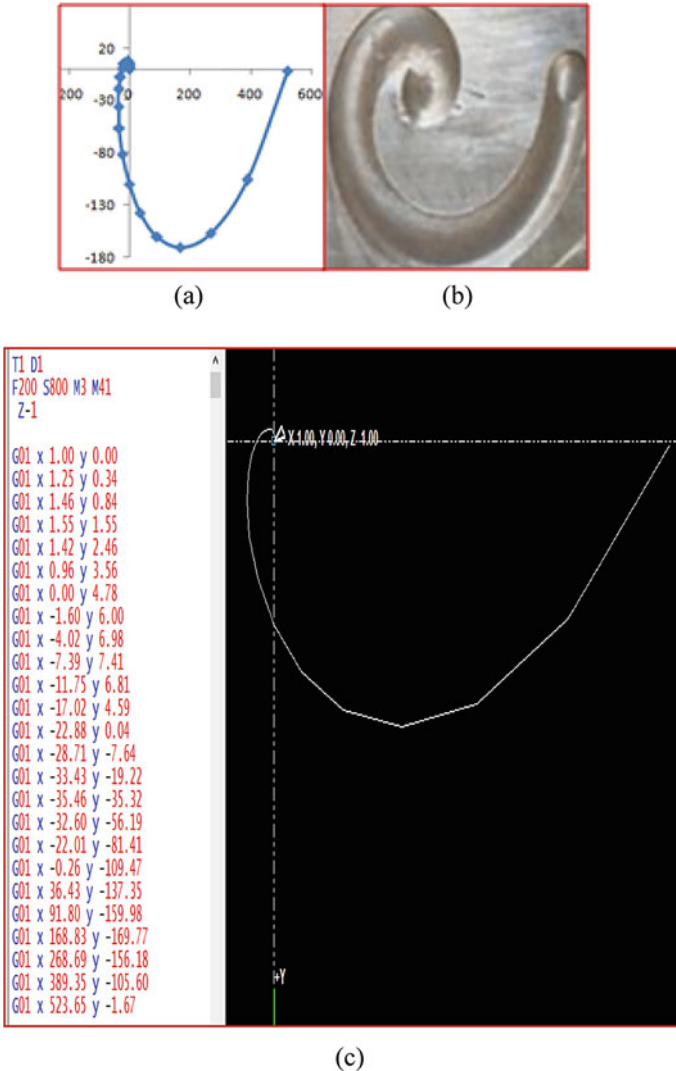 20
200 0 200 400 600
-30
-80
-130
-180
(a) (b)
T1 D1
F200 S800 M3 M41
Z-1
G01 x 1.00 y 0.00
G01 x 1.25 y 0.34
G01 x 1.46 y 0.84
G01 x 1.55 y 1.55
G01 x 1.42 y 2.46
G01 x 0.96 y 3.56
G01 x 0.00 y 4.78
G01 x -1.60 y 6.00
G01 x -4.02 y 6.98
G01 x -7.39 y 7.41
G01 x -11.75 y 6.81
G01 x -17.02 y 4.59
G01 x -22.88 y 0.04
G01 x -28.71 y -7.64
G01 x -33.43 y -19.22
G01 x -35.46 y -35.32
G01 x -32.60 y -56.19
G01 x -22.01 y -81.41
G01 x -0.26 y -109.47
G01 x 36.43 y -137.35
G01 x 91.80 y -159.98
G01 x 168.83 y -169.77
G01 x 268.69 y -156.18
G01 x 389.35 y -105.60
G01 x 523.65 y -1.67
X 1.00, Y 0.00, Z -1.00
+Y
(c)